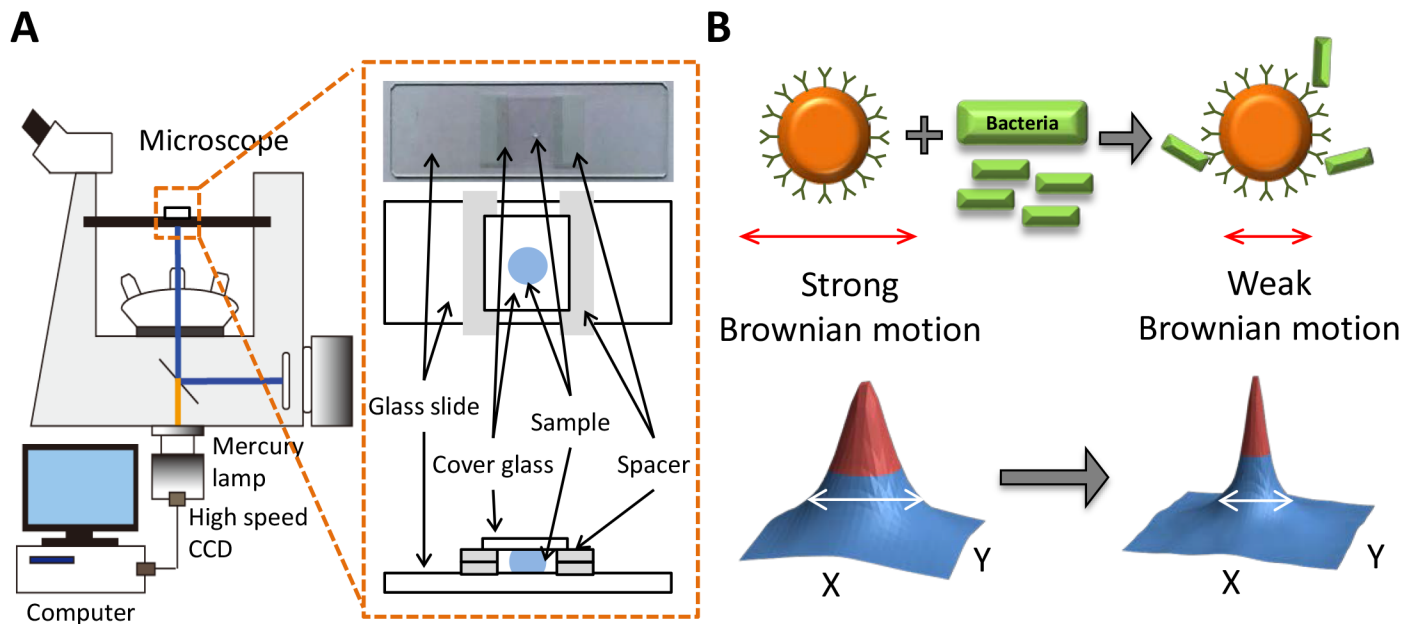 A
Microscope
Glass slide
Sample
Cover glass
Spacer
Mercury
lamp
High speed
CCD
Computer
B
Bacteria
Strong
Brownian motion
Weak
Brownian motion
X
Y
X
Y